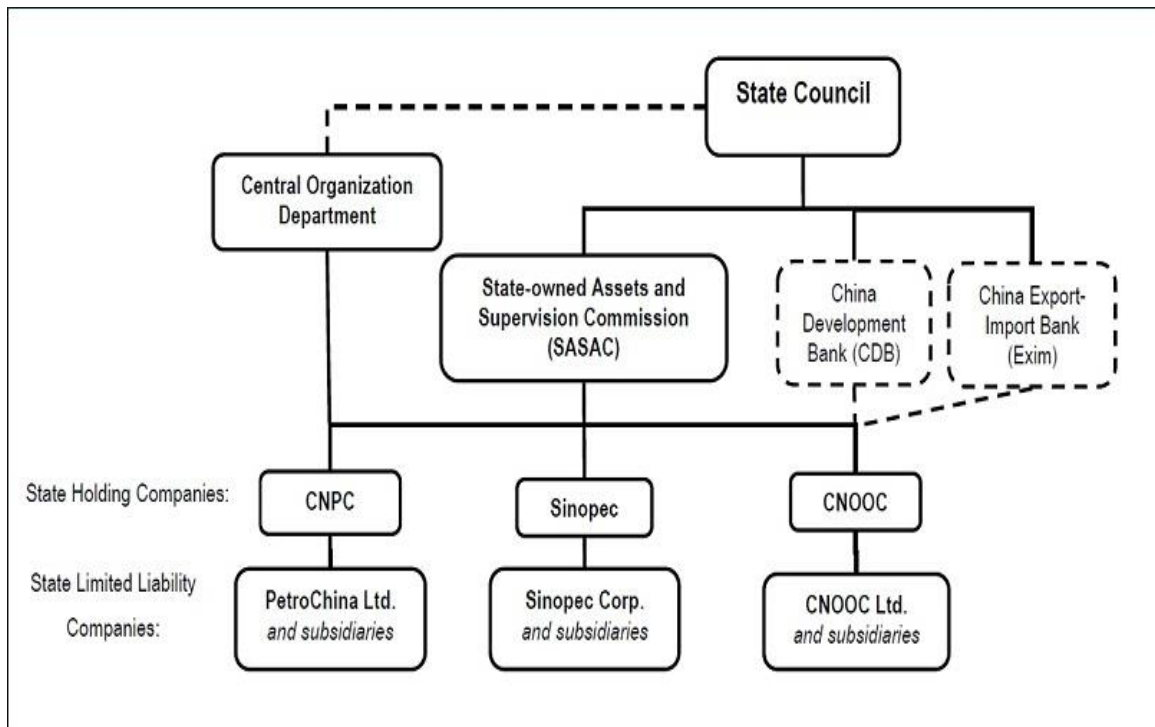 State Council
Central Organization
Department
State-owned Assets and
Supervision Commission
(SASAC)
China
Development
Bank (CDB)
China Export-
Import Bank
(Exim)
State Holding Companies:
CNPC
Sinopec
CNOOC
State Limited Liability
Companies:
PetroChina Ltd.
and subsidiaries
Sinopec Corp.
and subsidiaries
CNOOC Ltd.
and subsidiaries